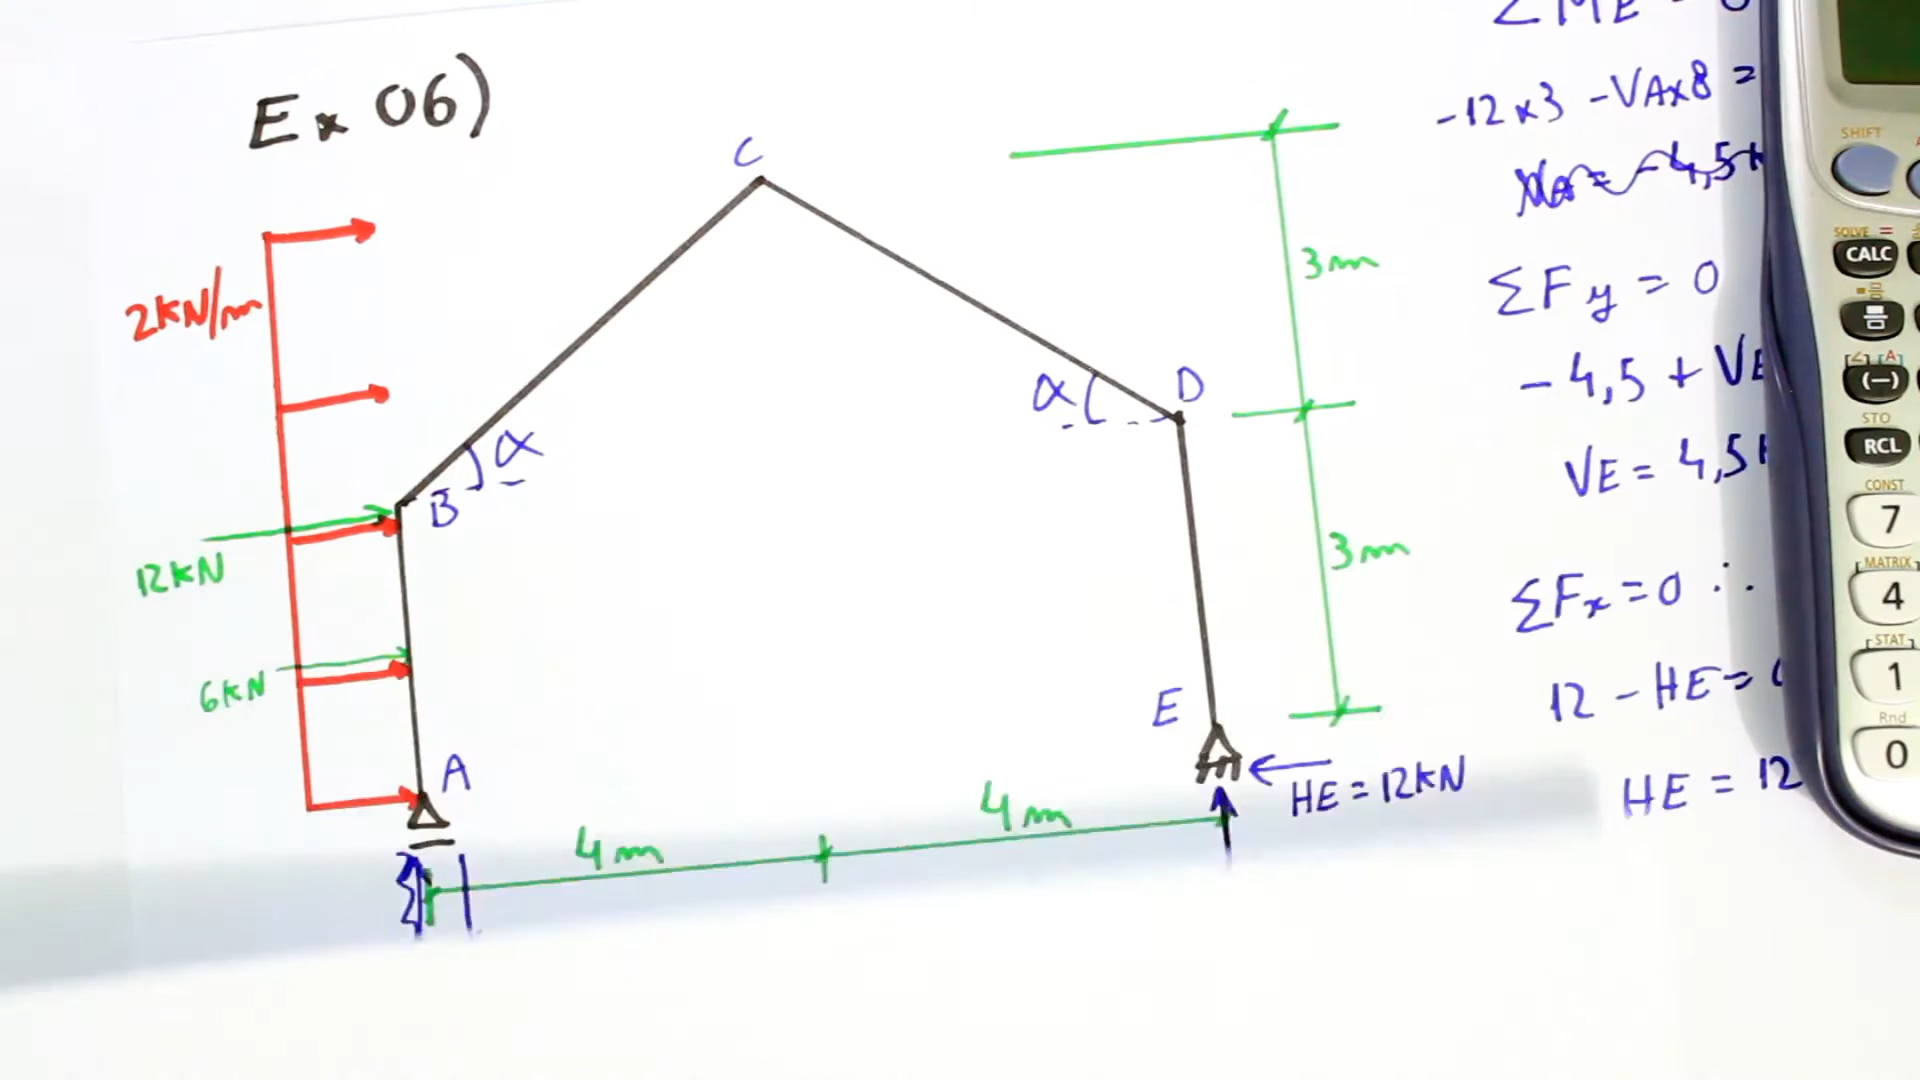 Ex 06)
C
2KN/m
3m
α
D
α
B
12KN
3m
6KN
E
A
HE = 12KN
4m
4m
-12x3 -VAx8 =
ΣFy = 0
-4,5 + VE
VE = 4,5
ΣFx = 0 ∴
12 - HE =
HE = 12
SHIFT
SOLVE =
CALC
(—)
STO
RCL
CONST
7
MATRIX
4
STAT
1
Rnd
0